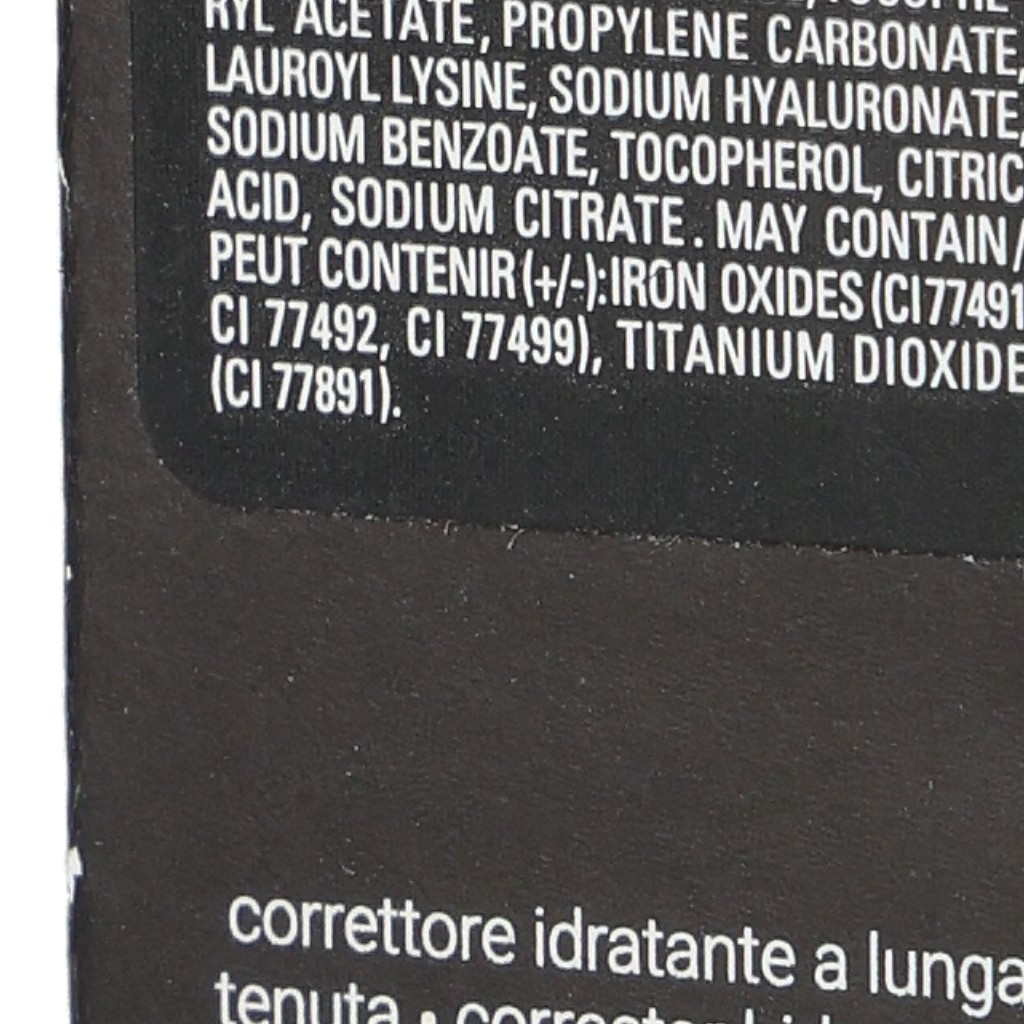 RYL ACETATE, PROPYLENE CARBONATE,
LAUROYL LYSINE, SODIUM HYALURONATE,
SODIUM BENZOATE, TOCOPHEROL, CITRIC
ACID, SODIUM CITRATE. MAY CONTAIN/
PEUT CONTENIR (+/-):IRON OXIDES (CI 77491
CI 77492, CI 77499), TITANIUM DIOXIDE
(CI 77891).
correttore idratante a lunga
tenuta •